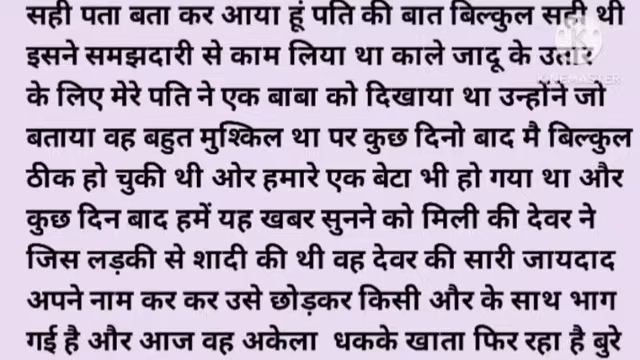 सही पता बता कर आया हूं पति की बात बिल्कुल सही थी
इसने समझदारी से काम लिया था काले जादू के उतार
के लिए मेरे पति ने एक बाबा को दिखाया था उन्होंने जो
बताया वह बहुत मुश्किल था पर कुछ दिनो बाद मै बिल्कुल
ठीक हो चुकी थी ओर हमारे एक बेटा भी हो गया था और
कुछ दिन बाद हमें यह खबर सुनने को मिली की देवर ने
जिस लड़की से शादी की थी वह देवर की सारी जायदाद
अपने नाम कर कर उसे छोड़कर किसी और के साथ भाग
गई है और आज वह अकेला धकके खाता फिर रहा है बुरे
KINEMASTER